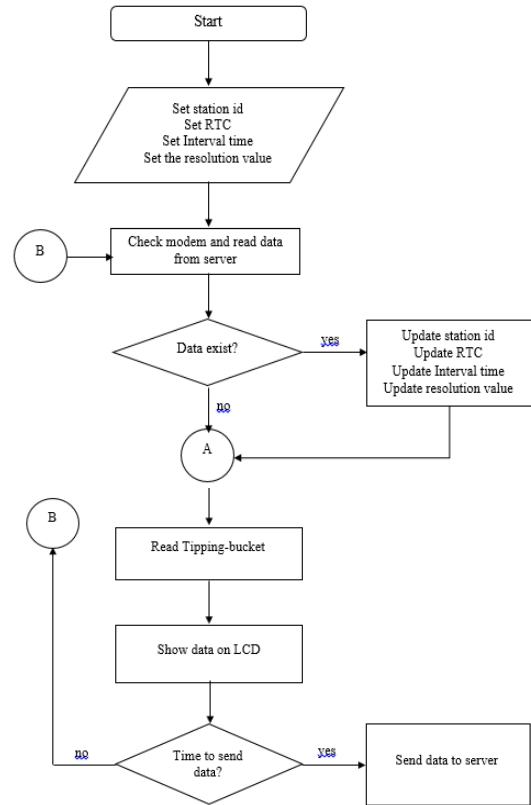 Start
Set station id
Set RTC
Set Interval time
Set the resolution value
B
Check modem and read data
from server
Data exist?
yes
Update station id
Update RTC
Update Interval time
Update resolution value
no
A
B
Read Tipping-bucket
Show data on LCD
no
Time to send
data?
yes
Send data to server